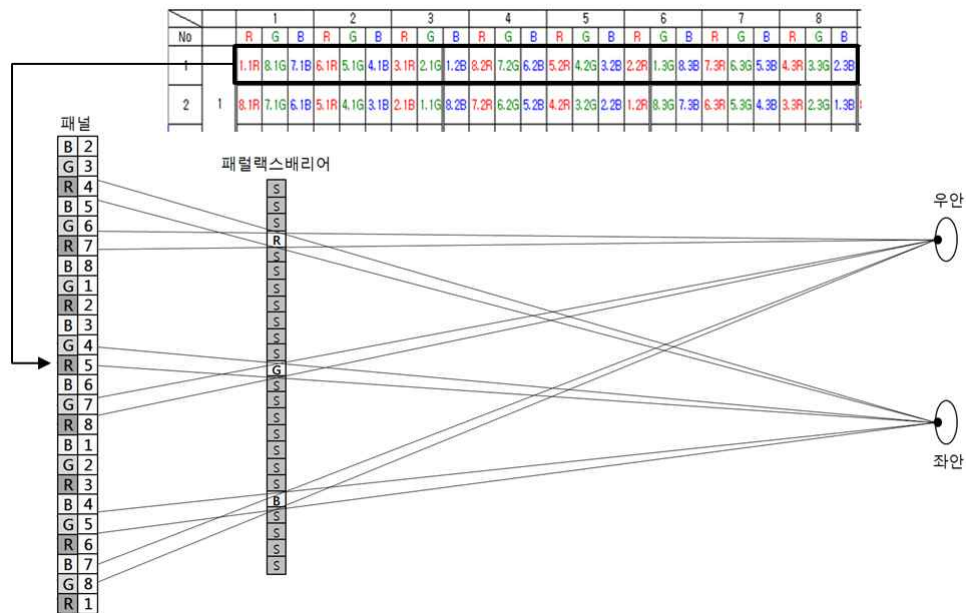 1 2 3 4 5 6 7 8
No R G B R G B R G B R G B R G B R G B R G B R G B
1 1.1R 8.1G 7.1B 6.1R 5.1G 4.1B 3.1R 2.1G 1.2B 8.2R 7.2G 6.2B 5.2R 4.2G 3.2B 2.2R 1.3G 8.3B 7.3R 6.3G 5.3B 4.3R 3.3G 2.3B
2 1 8.1R 7.1G 6.1B 5.1R 4.1G 3.1B 2.1B 1.1G 8.2B 7.2R 6.2G 5.2B 4.2R 3.2G 2.2B 1.2R 8.3G 7.3B 6.3R 5.3G 4.3B 3.3R 2.3G 1.3B
패널
B 2
G 3
R 4
B 5
G 6
R 7
B 8
G 1
R 2
B 3
G 4
R 5
B 6
G 7
R 8
B 1
G 2
R 3
B 4
G 5
R 6
B 7
G 8
R 1
패럴랙스배리어
S
S
S
R
S
S
S
S
S
S
G
S
S
S
S
S
S
B
S
S
S
S
우안
좌안